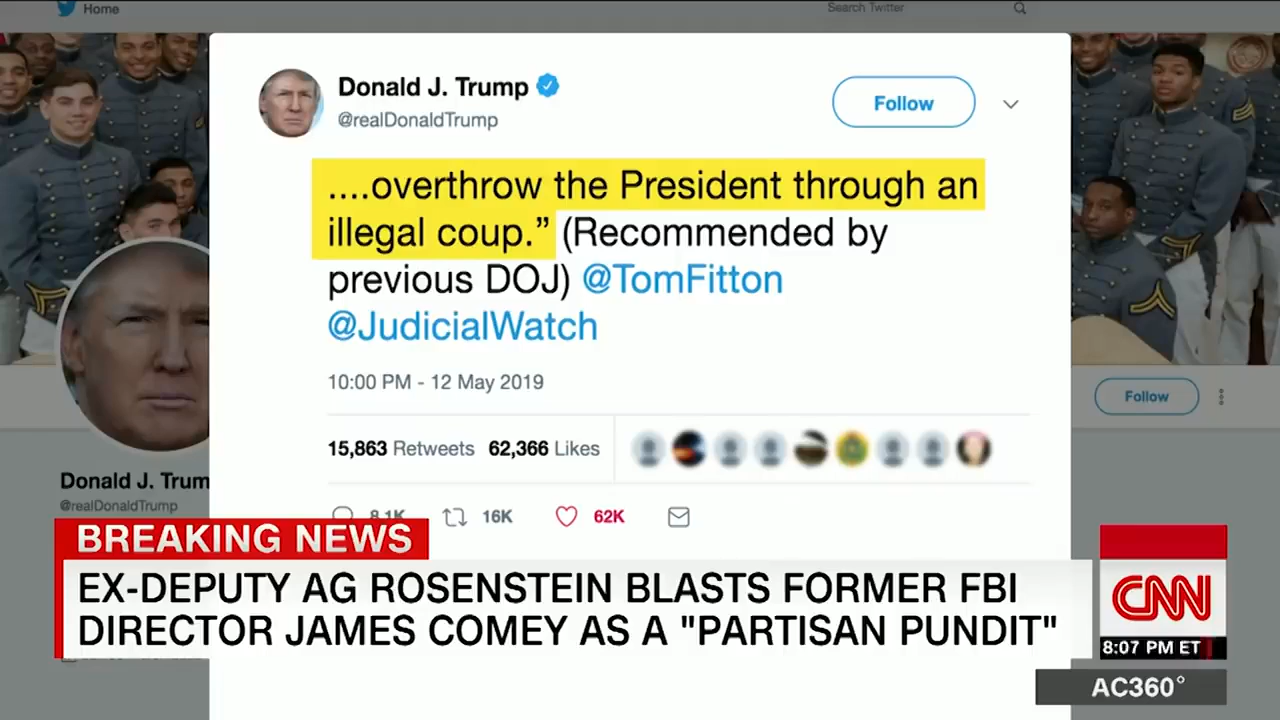 Home
Search Twitter
Donald J. Trump
@realDonaldTrump
Follow
....overthrow the President through an
illegal coup.” (Recommended by
previous DOJ) @TomFitton
@JudicialWatch
10:00 PM - 12 May 2019
15,863 Retweets 62,366 Likes
8.1K 16K 62K
Follow
Donald J. Trum
@realDonaldTrump
BREAKING NEWS
EX-DEPUTY AG ROSENSTEIN BLASTS FORMER FBI
DIRECTOR JAMES COMEY AS A "PARTISAN PUNDIT"
CNN
8:07 PM ET
AC360°